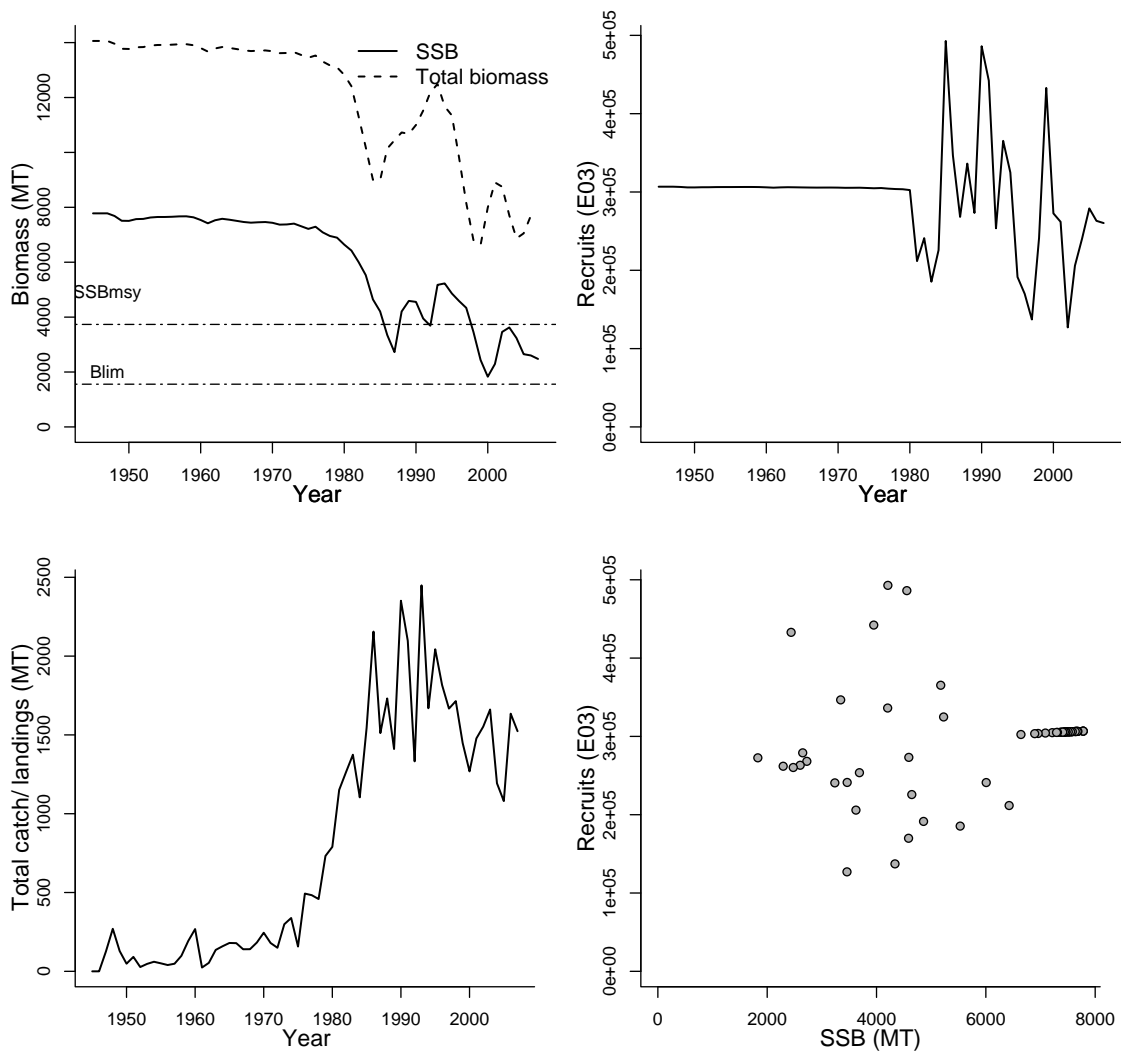 SSB
Total biomass
Biomass (MT)
0
2000
4000
6000
8000
12000
SSBmsy
Blim
1950
1960
1970
1980
1990
2000
Year
Recruits (E03)
0e+00
1e+05
2e+05
3e+05
4e+05
5e+05
1950
1960
1970
1980
1990
2000
Year
Total catch/ landings (MT)
0
500
1000
1500
2000
2500
1950
1960
1970
1980
1990
2000
Year
Recruits (E03)
0e+00
1e+05
2e+05
3e+05
4e+05
5e+05
0
2000
4000
6000
8000
SSB (MT)